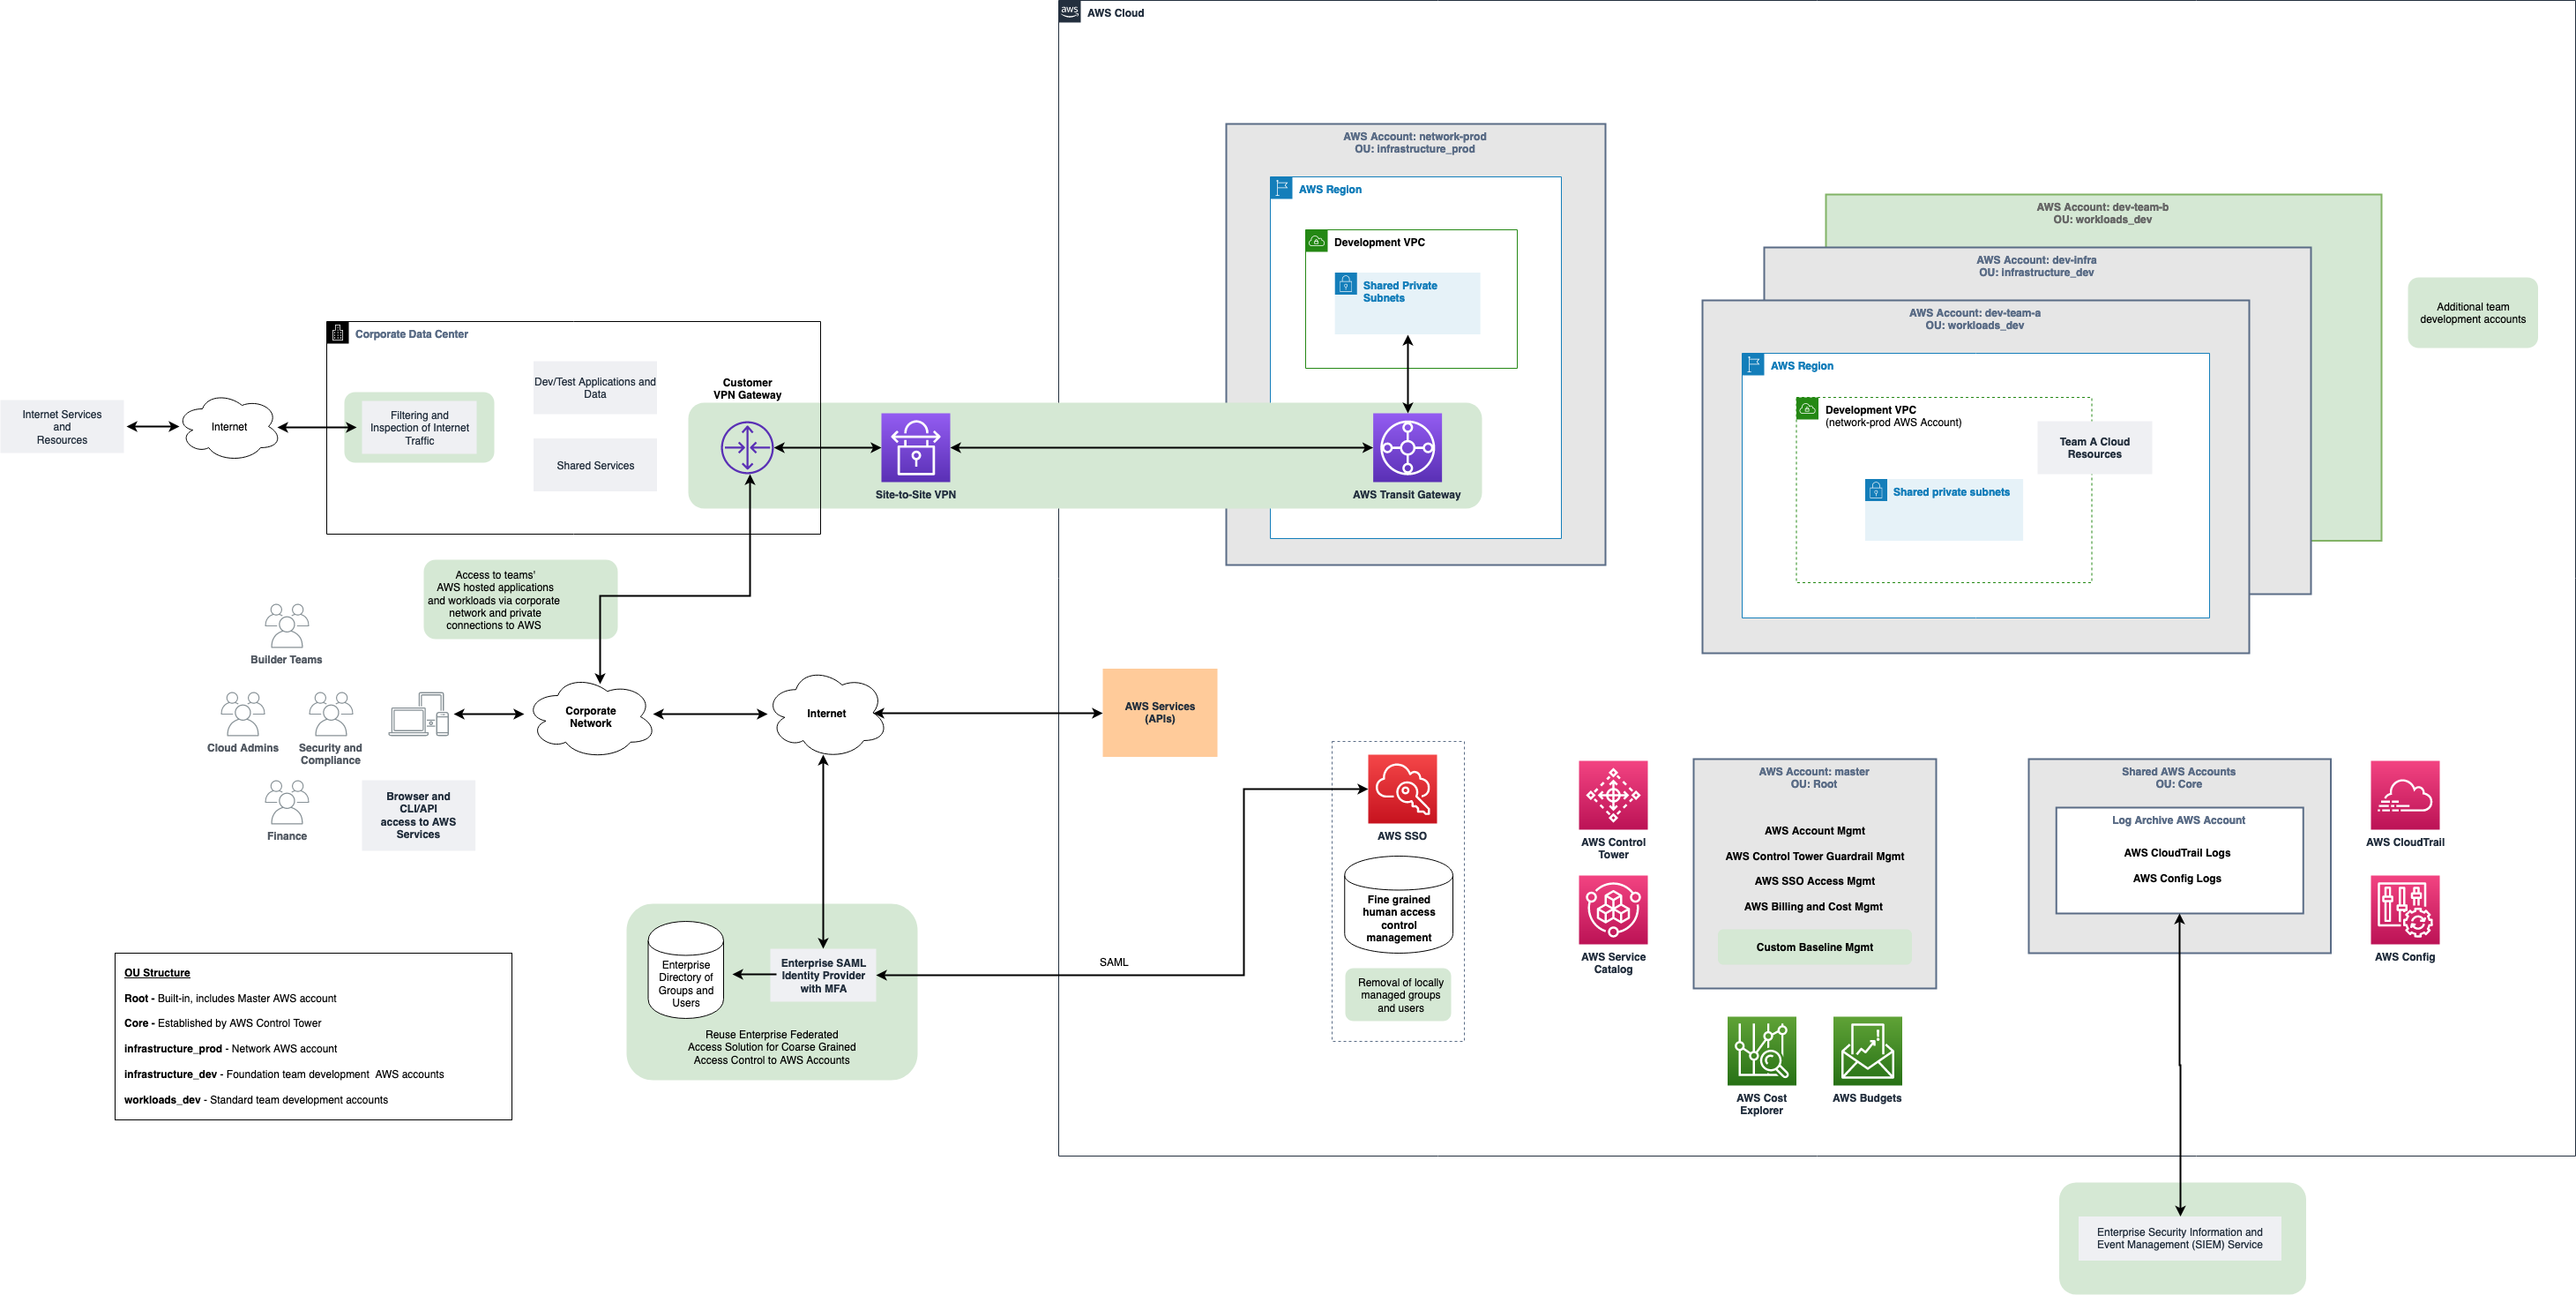 aws
AWS Cloud
AWS Account: network-prod
OU: infrastructure_prod
AWS Region
Development VPC
Shared Private
Subnets
AWS Account: dev-team-b
OU: workloads_dev
AWS Account: dev-infra
OU: infrastructure_dev
AWS Account: dev-team-a
OU: workloads_dev
AWS Region
Development VPC
(network-prod AWS Account)
Team A Cloud
Resources
Shared private subnets
Additional team
development accounts
Corporate Data Center
Internet Services
and
Resources
Internet
Filtering and
Inspection of Internet
Traffic
Dev/Test Applications and
Data
Shared Services
Customer
VPN Gateway
Site-to-Site VPN
AWS Transit Gateway
Access to teams'
AWS hosted applications
and workloads via corporate
network and private
connections to AWS
Builder Teams
Cloud Admins
Security and
Compliance
Finance
Browser and
CLI/API
access to AWS
Services
Corporate
Network
Internet
AWS Services
(APIs)
AWS SSO
Fine grained
human access
control
management
Removal of locally
managed groups
and users
AWS Control
Tower
AWS Service
Catalog
AWS Account: master
OU: Root
AWS Account Mgmt
AWS Control Tower Guardrail Mgmt
AWS SSO Access Mgmt
AWS Billing and Cost Mgmt
Custom Baseline Mgmt
AWS Cost
Explorer
AWS Budgets
Shared AWS Accounts
OU: Core
Log Archive AWS Account
AWS CloudTrail Logs
AWS Config Logs
AWS CloudTrail
AWS Config
SAML
Enterprise
Directory of
Groups and
Users
Enterprise SAML
Identity Provider
with MFA
Reuse Enterprise Federated
Access Solution for Coarse Grained
Access Control to AWS Accounts
OU Structure
Root - Built-in, includes Master AWS account
Core - Established by AWS Control Tower
infrastructure_prod - Network AWS account
infrastructure_dev - Foundation team development AWS accounts
workloads_dev - Standard team development accounts
Enterprise Security Information and
Event Management (SIEM) Service